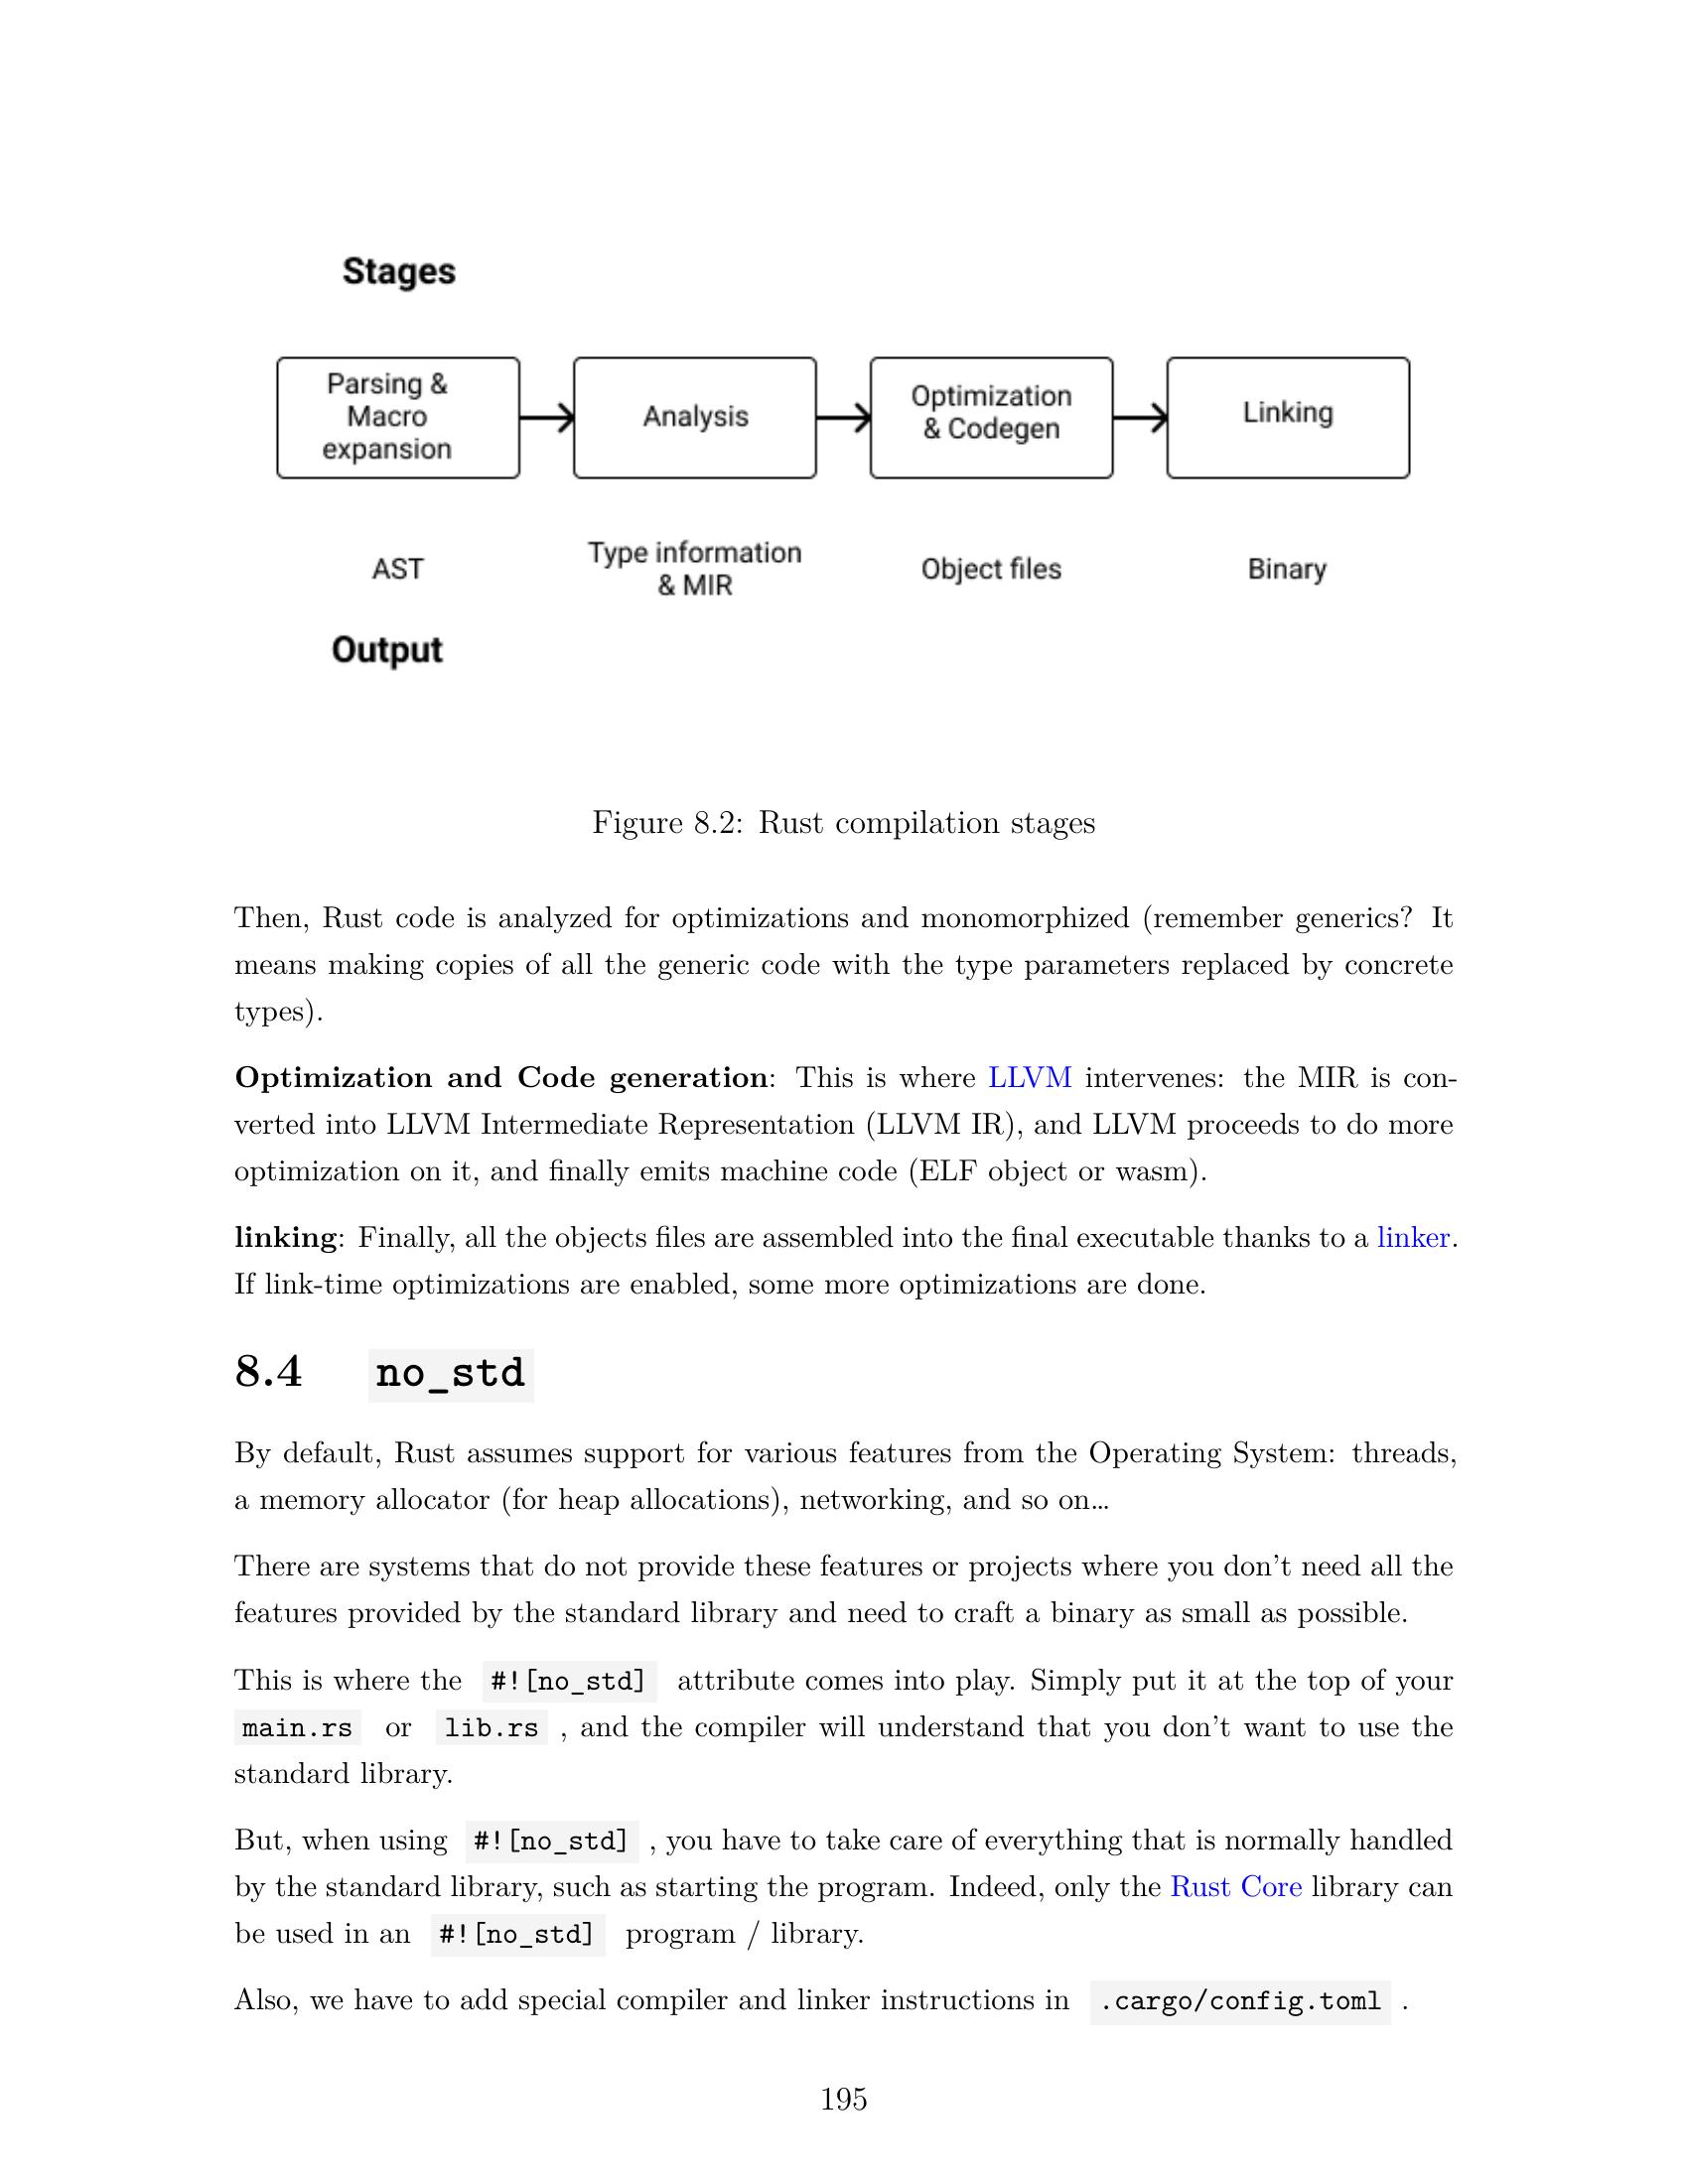 Stages
Parsing &
Macro
expansion
Analysis
Optimization
& Codegen
Linking
AST
Type information
& MIR
Object files
Binary
Output
Figure 8.2: Rust compilation stages
Then, Rust code is analyzed for optimizations and monomorphized (remember generics? It
means making copies of all the generic code with the type parameters replaced by concrete
types).
Optimization and Code generation: This is where LLVM intervenes: the MIR is con-
verted into LLVM Intermediate Representation (LLVM IR), and LLVM proceeds to do more
optimization on it, and finally emits machine code (ELF object or wasm).
linking: Finally, all the objects files are assembled into the final executable thanks to a linker.
If link-time optimizations are enabled, some more optimizations are done.
8.4 no_std
By default, Rust assumes support for various features from the Operating System: threads,
a memory allocator (for heap allocations), networking, and so on…
There are systems that do not provide these features or projects where you don't need all the
features provided by the standard library and need to craft a binary as small as possible.
This is where the #![no_std] attribute comes into play. Simply put it at the top of your
main.rs or lib.rs , and the compiler will understand that you don't want to use the
standard library.
But, when using #![no_std] , you have to take care of everything that is normally handled
by the standard library, such as starting the program. Indeed, only the Rust Core library can
be used in an #![no_std] program / library.
Also, we have to add special compiler and linker instructions in .cargo/config.toml .
195